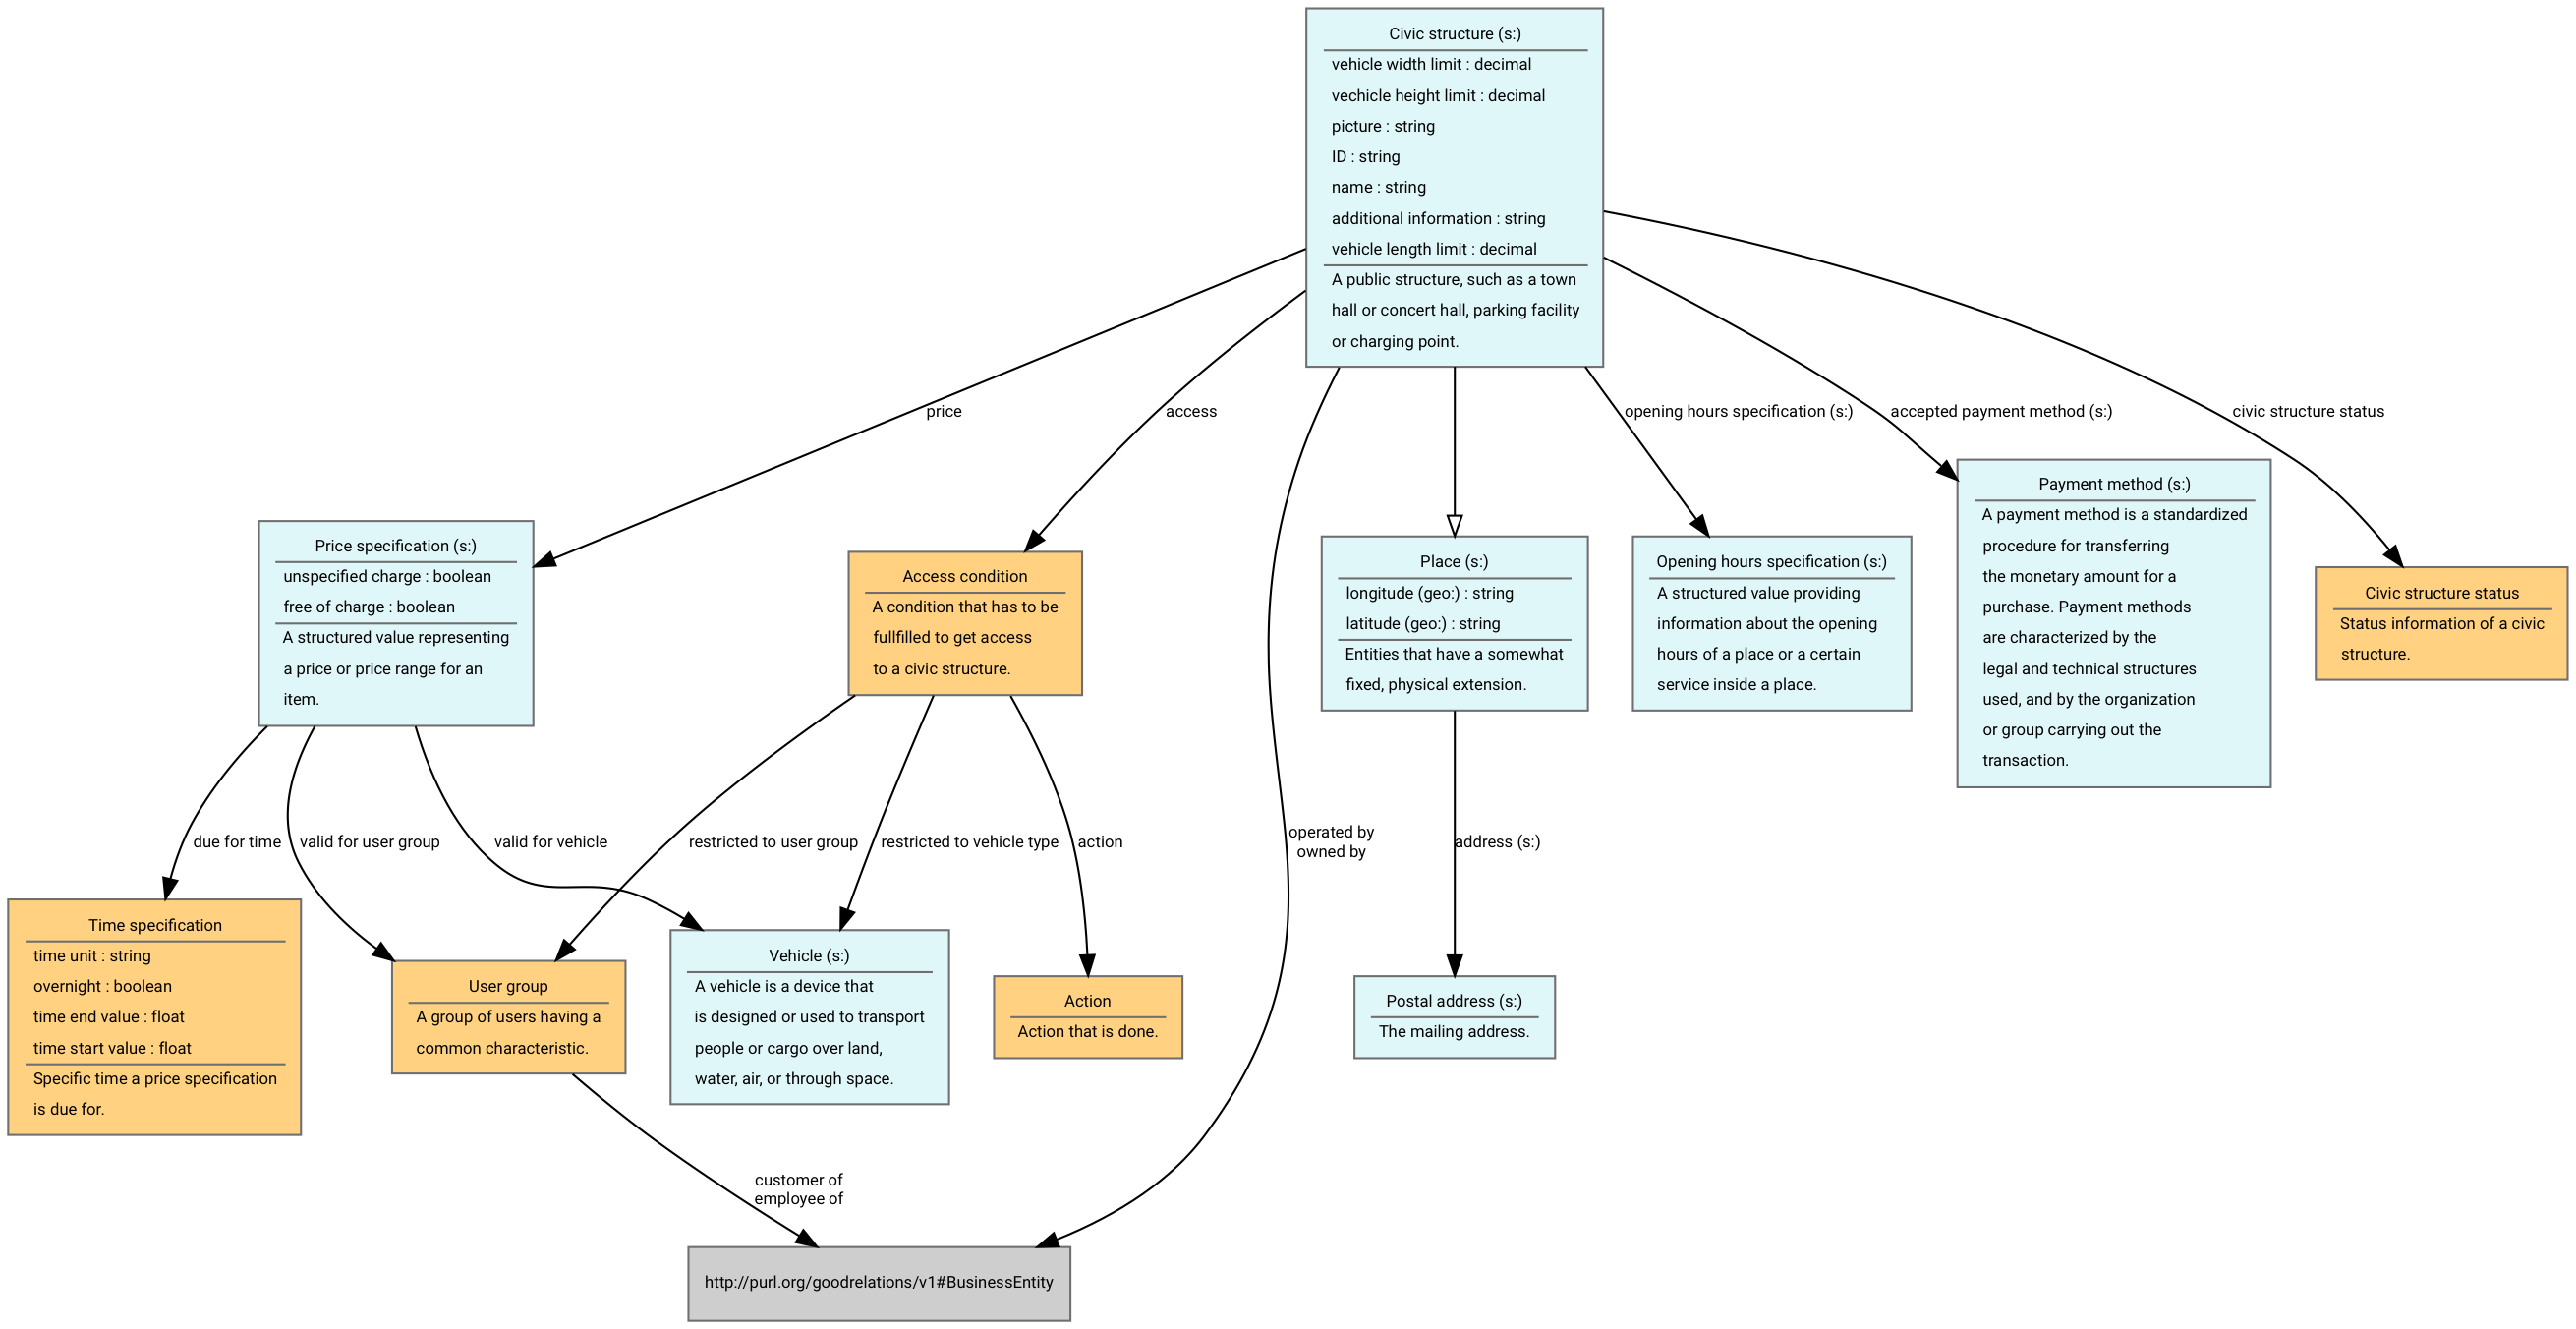 Civic structure (s:)
vehicle width limit : decimal
vechicle height limit : decimal
picture : string
ID : string
name : string
additional information : string
vehicle length limit : decimal
A public structure, such as a town
hall or concert hall, parking facility
or charging point.
price
access
opening hours specification (s:)
accepted payment method (s:)
civic structure status
Price specification (s:)
unspecified charge : boolean
free of charge : boolean
A structured value representing
a price or price range for an
item.
Access condition
A condition that has to be
fullfilled to get access
to a civic structure.
Place (s:)
longitude (geo:) : string
latitude (geo:) : string
Entities that have a somewhat
fixed, physical extension.
Opening hours specification (s:)
A structured value providing
information about the opening
hours of a place or a certain
service inside a place.
Payment method (s:)
A payment method is a standardized
procedure for transferring
the monetary amount for a
purchase. Payment methods
are characterized by the
legal and technical structures
used, and by the organization
or group carrying out the
transaction.
Civic structure status
Status information of a civic
structure.
due for time
valid for user group
valid for vehicle
restricted to user group
restricted to vehicle type
action
operated by
owned by
address (s:)
Time specification
time unit : string
overnight : boolean
time end value : float
time start value : float
Specific time a price specification
is due for.
User group
A group of users having a
common characteristic.
Vehicle (s:)
A vehicle is a device that
is designed or used to transport
people or cargo over land,
water, air, or through space.
Action
Action that is done.
Postal address (s:)
The mailing address.
customer of
employee of
http://purl.org/goodrelations/v1#BusinessEntity